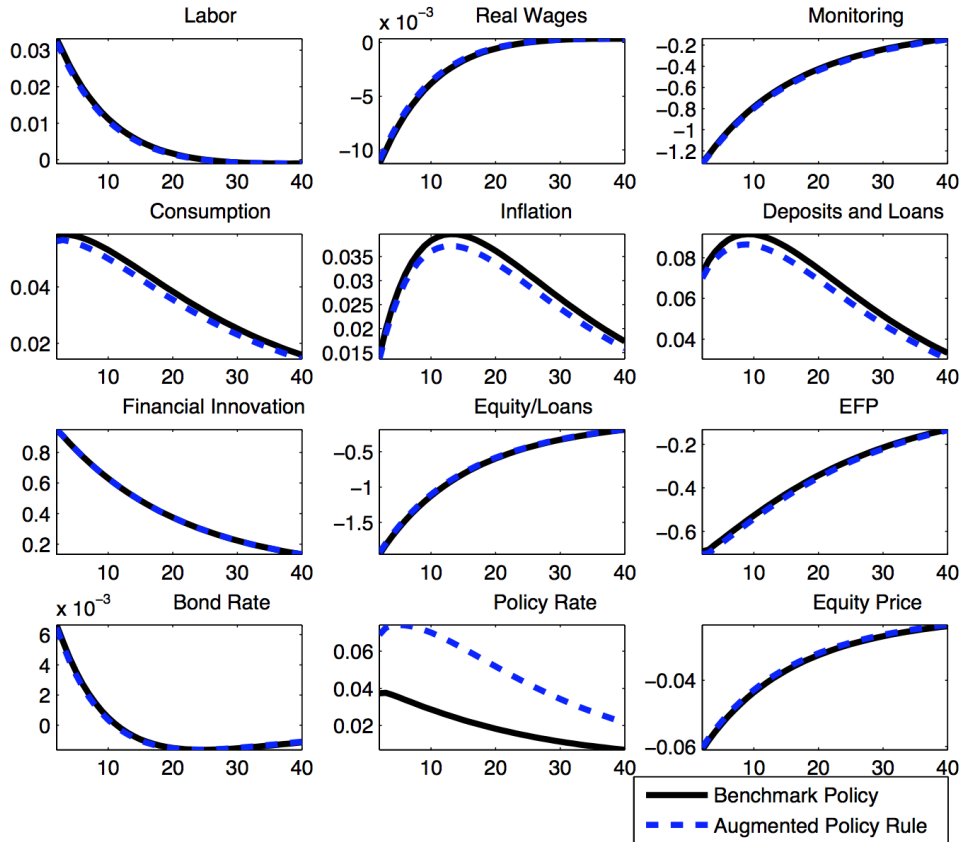 Labor
Real Wages
Monitoring
x 10⁻³
0.03
0.02
0.01
0
10 20 30 40
0
−5
−10
10 20 30 40
−0.2
−0.4
−0.6
−0.8
−1
−1.2
10 20 30 40
Consumption
Inflation
Deposits and Loans
0.04
0.02
10 20 30 40
0.035
0.03
0.025
0.02
0.015
10 20 30 40
0.08
0.06
0.04
10 20 30 40
Financial Innovation
Equity/Loans
EFP
0.8
0.6
0.4
0.2
10 20 30 40
−0.5
−1
−1.5
10 20 30 40
−0.2
−0.4
−0.6
10 20 30 40
Bond Rate
Policy Rate
Equity Price
x 10⁻³
6
4
2
0
10 20 30 40
0.06
0.04
0.02
10 20 30 40
−0.04
−0.06
10 20 30 40
Benchmark Policy
Augmented Policy Rule